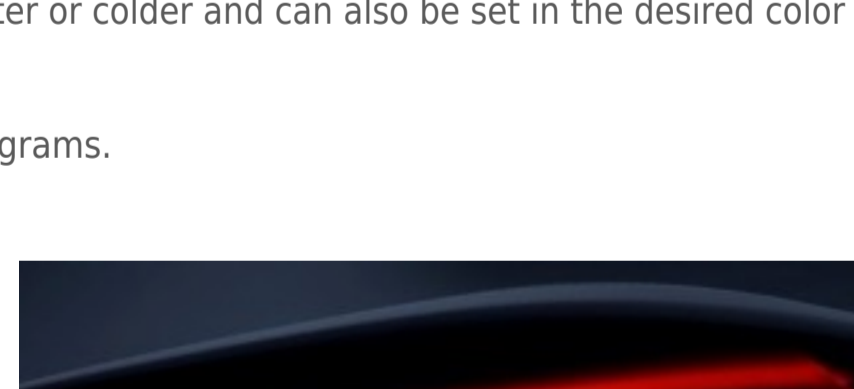 ter or colder and can also be set in the desired color
grams.